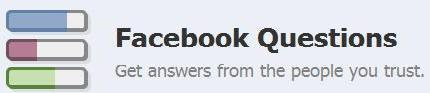 Facebook Questions
Get answers from the people you trust.